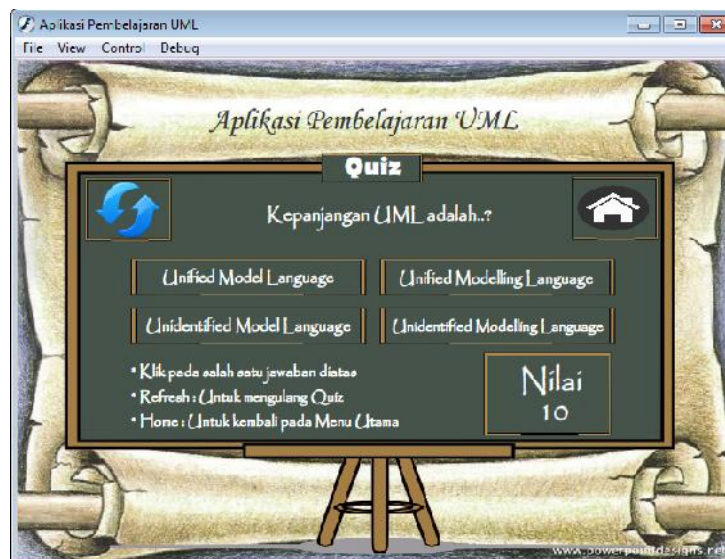 Aplikasi Pembelajaran UML
File View Control Debug
Aplikasi Pembelajaran UML
Quiz
Kepanjangan UML adalah..?
Unified Model Language
Unified Modelling Language
Unidentified Model Language
Unidentified Modelling Language
• Klik pada salah satu jawaban diatas
• Refresh : Untuk mengulang Quiz
• Home : Untuk kembali pada Menu Utama
Nilai
10
www.powerpointdesigns.net